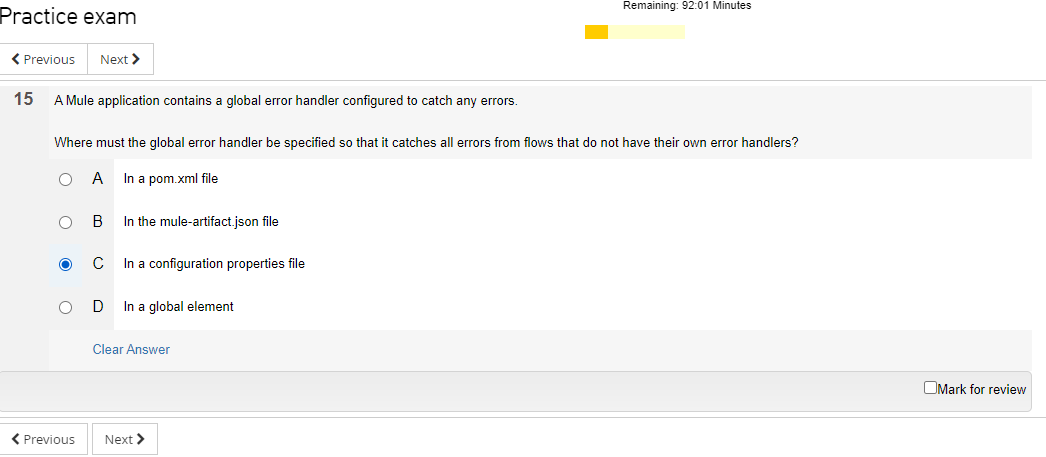 Practice exam
Remaining: 92:01 Minutes
Previous
Next
15
A Mule application contains a global error handler configured to catch any errors.
Where must the global error handler be specified so that it catches all errors from flows that do not have their own error handlers?
A In a pom.xml file
B In the mule-artifact.json file
C In a configuration properties file
D In a global element
Clear Answer
Mark for review
Previous
Next